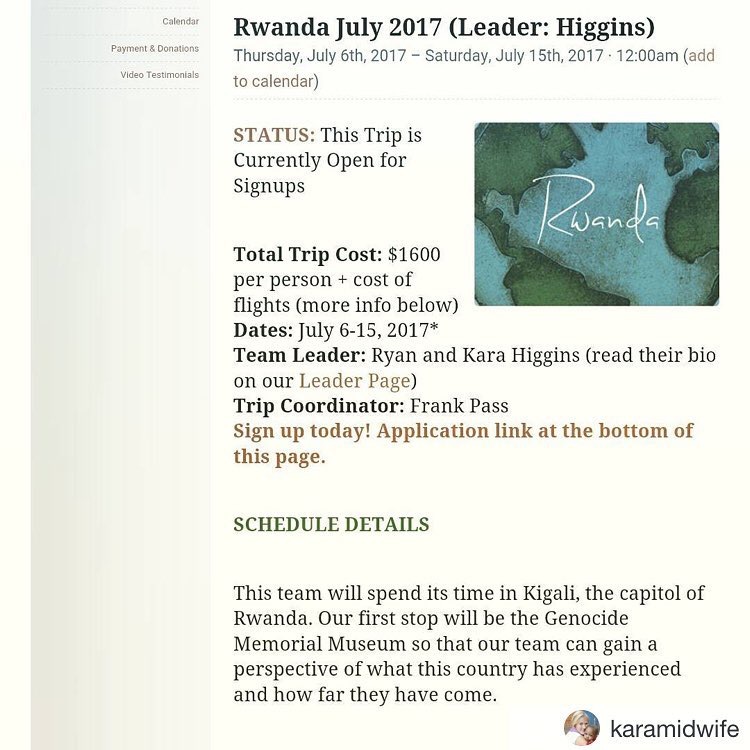 Calendar
Payment & Donations
Video Testimonials
Rwanda July 2017 (Leader: Higgins)
Thursday, July 6th, 2017 – Saturday, July 15th, 2017 · 12:00am (add
to calendar)
STATUS: This Trip is
Currently Open for
Signups
Rwanda
Total Trip Cost: $1600
per person + cost of
flights (more info below)
Dates: July 6-15, 2017*
Team Leader: Ryan and Kara Higgins (read their bio
on our Leader Page)
Trip Coordinator: Frank Pass
Sign up today! Application link at the bottom of
this page.
SCHEDULE DETAILS
This team will spend its time in Kigali, the capitol of
Rwanda. Our first stop will be the Genocide
Memorial Museum so that our team can gain a
perspective of what this country has experienced
and how far they have come.
karamidwife